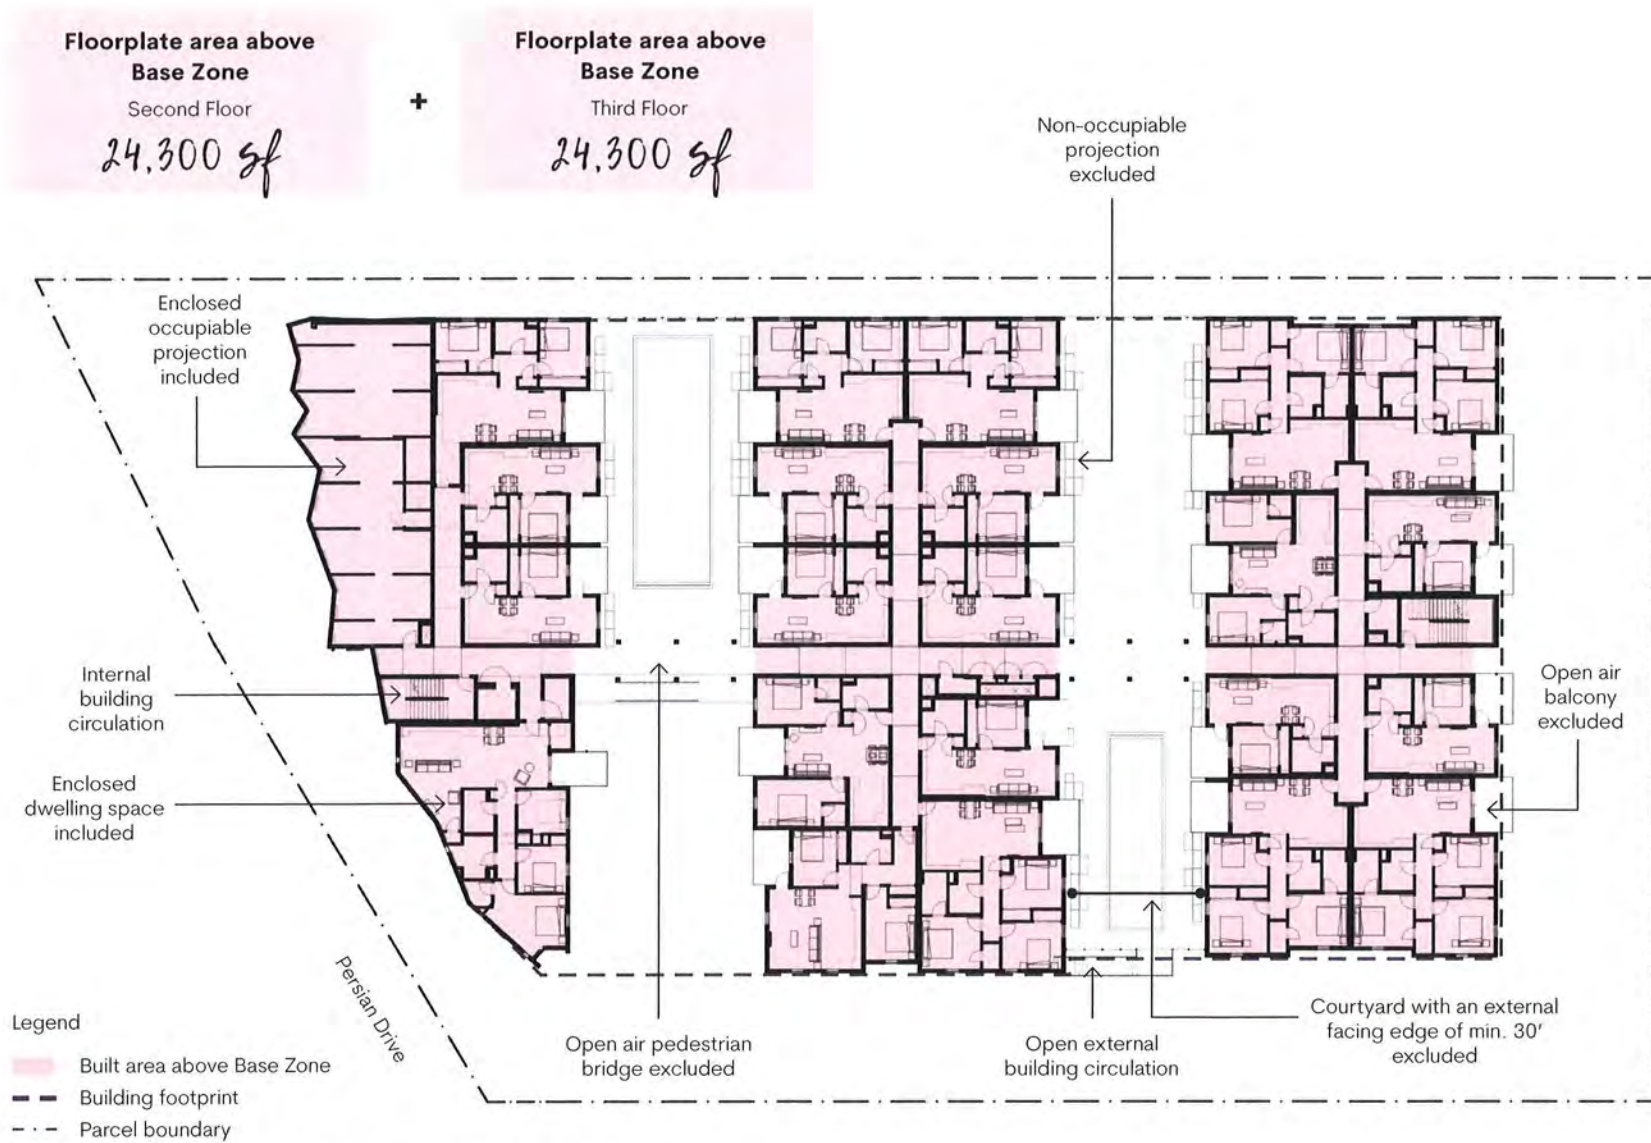 Floorplate area above
Base Zone
Second Floor
24,300 sf
+
Floorplate area above
Base Zone
Third Floor
24,300 sf
Non-occupiable
projection
excluded
Enclosed
occupiable
projection
included
Internal
building
circulation
Enclosed
dwelling space
included
Open air
balcony
excluded
Persian Drive
Open air pedestrian
bridge excluded
Open external
building circulation
Courtyard with an external
facing edge of min. 30'
excluded
Legend
Built area above Base Zone
Building footprint
Parcel boundary